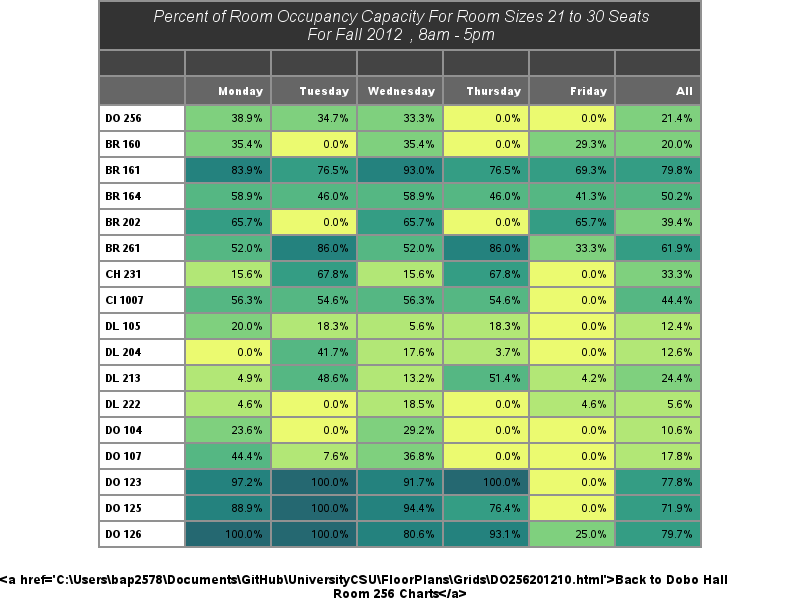 Percent of Room Occupancy Capacity For Room Sizes 21 to 30 Seats
For Fall 2012 , 8am - 5pm
Monday Tuesday Wednesday Thursday Friday All
DO 256 38.9% 34.7% 33.3% 0.0% 0.0% 21.4%
BR 160 35.4% 0.0% 35.4% 0.0% 29.3% 20.0%
BR 161 83.9% 76.5% 93.0% 76.5% 69.3% 79.8%
BR 164 58.9% 46.0% 58.9% 46.0% 41.3% 50.2%
BR 202 65.7% 0.0% 65.7% 0.0% 65.7% 39.4%
BR 261 52.0% 86.0% 52.0% 86.0% 33.3% 61.9%
CH 231 15.6% 67.8% 15.6% 67.8% 0.0% 33.3%
CI 1007 56.3% 54.6% 56.3% 54.6% 0.0% 44.4%
DL 105 20.0% 18.3% 5.6% 18.3% 0.0% 12.4%
DL 204 0.0% 41.7% 17.6% 3.7% 0.0% 12.6%
DL 213 4.9% 48.6% 13.2% 51.4% 4.2% 24.4%
DL 222 4.6% 0.0% 18.5% 0.0% 4.6% 5.6%
DO 104 23.6% 0.0% 29.2% 0.0% 0.0% 10.6%
DO 107 44.4% 7.6% 36.8% 0.0% 0.0% 17.8%
DO 123 97.2% 100.0% 91.7% 100.0% 0.0% 77.8%
DO 125 88.9% 100.0% 94.4% 76.4% 0.0% 71.9%
DO 126 100.0% 100.0% 80.6% 93.1% 25.0% 79.7%
<a href='C:\Users\bap2578\Documents\GitHub\UniversityCSU\FloorPlans\Grids\DO256201210.html'>Back to Dobo Hall
Room 256 Charts</a>